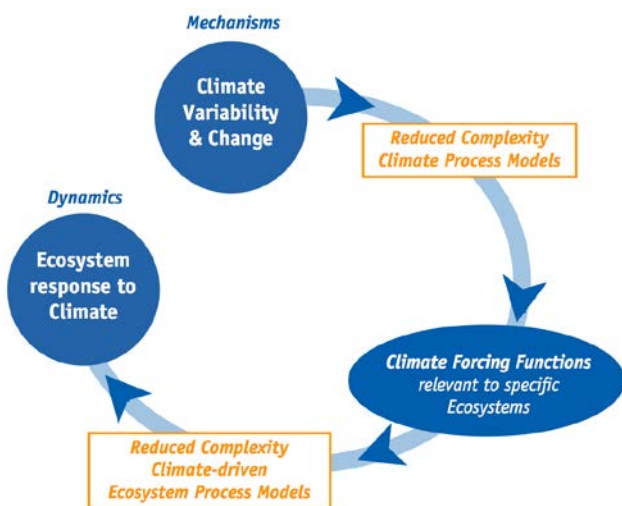 Mechanisms
Climate
Variability
& Change
Reduced Complexity
Climate Process Models
Dynamics
Ecosystem
response to
Climate
Climate Forcing Functions
relevant to specific
Ecosystems
Reduced Complexity
Climate-driven
Ecosystem Process Models